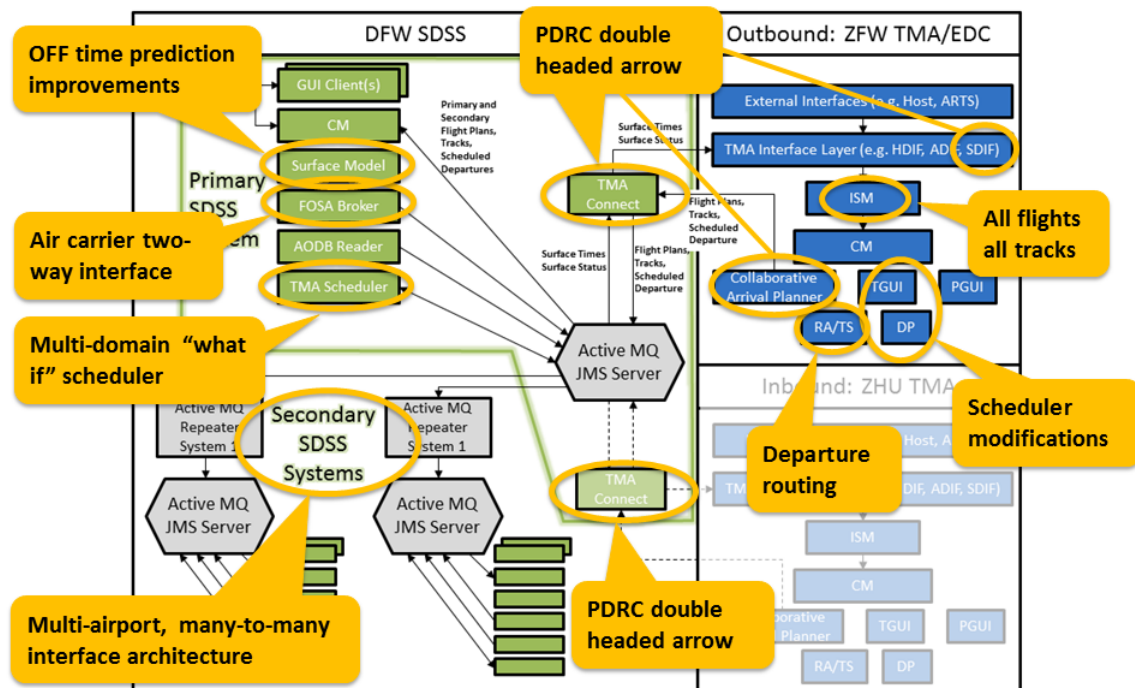 DFW SDSS
Outbound: ZFW TMA/EDC
OFF time prediction
improvements
PDRC double
headed arrow
GUI Client(s)
CM
Surface Model
FOSA Broker
AODB Reader
TMA Scheduler
Primary
SDSS
Air carrier two-
way interface
Multi-domain “what
if” scheduler
Primary and
Secondary
Flight Plans,
Tracks,
Scheduled
Departures
Surface Times
Surface Status
TMA
Connect
Flight Plans,
Tracks,
Scheduled
Departure
Surface Times
Surface Status
Flight Plans,
Tracks,
Scheduled
Departure
External Interfaces (e.g. Host, ARTS)
TMA Interface Layer (e.g. HDIF, ADIF, SDIF)
ISM
All flights
all tracks
CM
Collaborative
Arrival Planner
TGUI
PGUI
RA/TS
DP
Active MQ
JMS Server
Inbound: ZHU TMA
Scheduler
modifications
Departure
routing
Active MQ
Repeater
System 1
Secondary
SDSS
Systems
Active MQ
Repeater
System 1
Active MQ
JMS Server
Active MQ
JMS Server
TMA
Connect
Host,
DIF, ADIF, SDIF)
ISM
CM
Planner
TGUI
PGUI
RA/TS
DP
Multi-airport, many-to-many
interface architecture
PDRC double
headed arrow